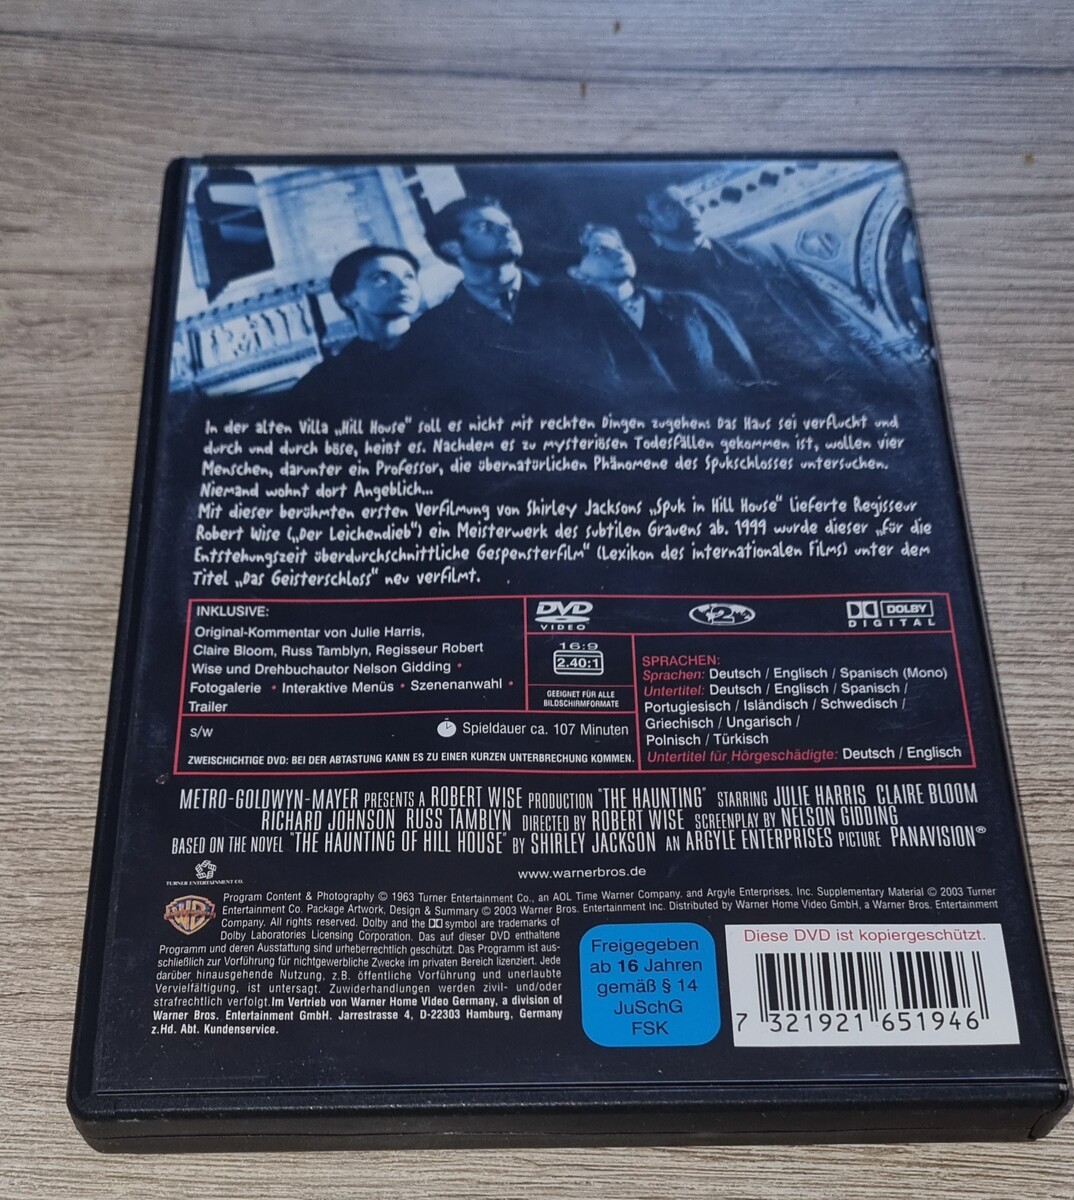 In der alten Villa „Hill House" soll es nicht mit rechten Dingen zugehen: Das Haus sei verflucht und
durch und durch böse, heißt es. Nachdem es zu mysteriösen Todesfällen gekommen ist, wollen vier
Menschen, darunter ein Professor, die übernatürlichen Phänomene des Spukschlosses untersuchen.
Niemand wohnt dort Angeblich...
Mit dieser berühmten ersten Verfilmung von Shirley Jacksons „Spuk in Hill House" lieferte Regisseur
Robert Wise („Der Leichendieb") ein Meisterwerk des subtilen Grauens ab. 1999 wurde dieser „für die
Entstehungszeit überdurchschnittliche Gespensterfilm" (Lexikon des internationalen Films) unter dem
Titel „Das Geisterschloss" neu verfilmt.
INKLUSIVE:
Original-Kommentar von Julie Harris,
Claire Bloom, Russ Tamblyn, Regisseur Robert
Wise und Drehbuchautor Nelson Gidding •
Fotogalerie • Interaktive Menüs • Szenenanwahl •
Trailer
s/w
Spieldauer ca. 107 Minuten
ZWEISCHICHTIGE DVD: BEI DER ABTASTUNG KANN ES ZU EINER KURZEN UNTERBRECHUNG KOMMEN.
DVD
VIDEO
2
DOLBY
DIGITAL
16:9
2.40:1
GEEIGNET FÜR ALLE
BILDSCHIRMFORMATE
SPRACHEN:
Sprachen: Deutsch / Englisch / Spanisch (Mono)
Untertitel: Deutsch / Englisch / Spanisch /
Portugiesisch / Isländisch / Schwedisch /
Griechisch / Ungarisch /
Polnisch / Türkisch
Untertitel für Hörgeschädigte: Deutsch / Englisch
METRO-GOLDWYN-MAYER PRESENTS A ROBERT WISE PRODUCTION "THE HAUNTING" STARRING JULIE HARRIS CLAIRE BLOOM
RICHARD JOHNSON RUSS TAMBLYN DIRECTED BY ROBERT WISE SCREENPLAY BY NELSON GIDDING
BASED ON THE NOVEL "THE HAUNTING OF HILL HOUSE" BY SHIRLEY JACKSON AN ARGYLE ENTERPRISES PICTURE PANAVISION®
TURNER ENTERTAINMENT CO.
www.warnerbros.de
WB
Program Content & Photography © 1963 Turner Entertainment Co., an AOL Time Warner Company, and Argyle Enterprises, Inc. Supplementary Material © 2003 Turner
Entertainment Co. Package Artwork, Design & Summary © 2003 Warner Bros. Entertainment Inc. Distributed by Warner Home Video GmbH, a Warner Bros. Entertainment
Company. All rights reserved. Dolby and the symbol are trademarks of
Dolby Laboratories Licensing Corporation. Das auf dieser DVD enthaltene
Programm und deren Ausstattung sind urheberrechtlich geschützt. Das Programm ist aus-
schließlich zur Vorführung für nichtgewerbliche Zwecke im privaten Bereich lizenziert. Jede
darüber hinausgehende Nutzung, z.B. öffentliche Vorführung und unerlaubte
Vervielfältigung, ist untersagt. Zuwiderhandlungen werden zivil- und/oder
strafrechtlich verfolgt. Im Vertrieb von Warner Home Video Germany, a division of
Warner Bros. Entertainment GmbH. Jarrestrasse 4, D-22303 Hamburg, Germany
z.Hd. Abt. Kundenservice.
Freigegeben
ab 16 Jahren
gemäß § 14
JuSchG
FSK
Diese DVD ist kopiergeschützt.
7 321921 651946